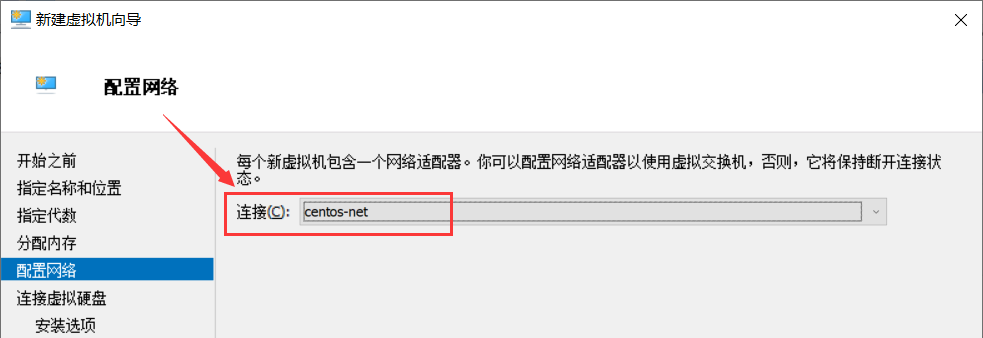 新建虚拟机向导
配置网络
开始之前
指定名称和位置
指定代数
分配内存
配置网络
连接虚拟硬盘
安装选项
每个新虚拟机包含一个网络适配器。你可以配置网络适配器以使用虚拟交换机，否则，它将保持断开连接状
态。
连接(C): centos-net